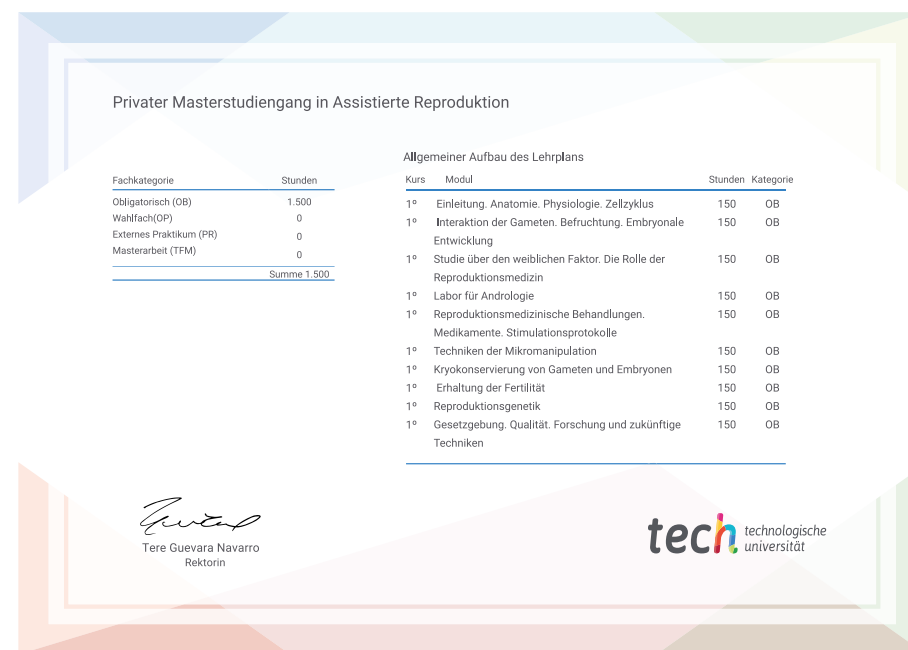 Privater Masterstudiengang in Assistierte Reproduktion
Fachkategorie Stunden
Obligatorisch (OB) 1.500
Wahlfach(OP) 0
Externes Praktikum (PR) 0
Masterarbeit (TFM) 0
Summe 1.500
Allgemeiner Aufbau des Lehrplans
Kurs Modul Stunden Kategorie
1º Einleitung. Anatomie. Physiologie. Zellzyklus 150 OB
1º Interaktion der Gameten. Befruchtung. Embryonale 150 OB
Entwicklung
1º Studie über den weiblichen Faktor. Die Rolle der 150 OB
Reproduktionsmedizin
1º Labor für Andrologie 150 OB
1º Reproduktionsmedizinische Behandlungen. 150 OB
Medikamente. Stimulationsprotokolle
1º Techniken der Mikromanipulation 150 OB
1º Kryokonservierung von Gameten und Embryonen 150 OB
1º Erhaltung der Fertilität 150 OB
1º Reproduktionsgenetik 150 OB
1º Gesetzgebung. Qualität. Forschung und zukünftige 150 OB
Techniken
Tere Guevara Navarro
Rektorin
tech technologische
universität